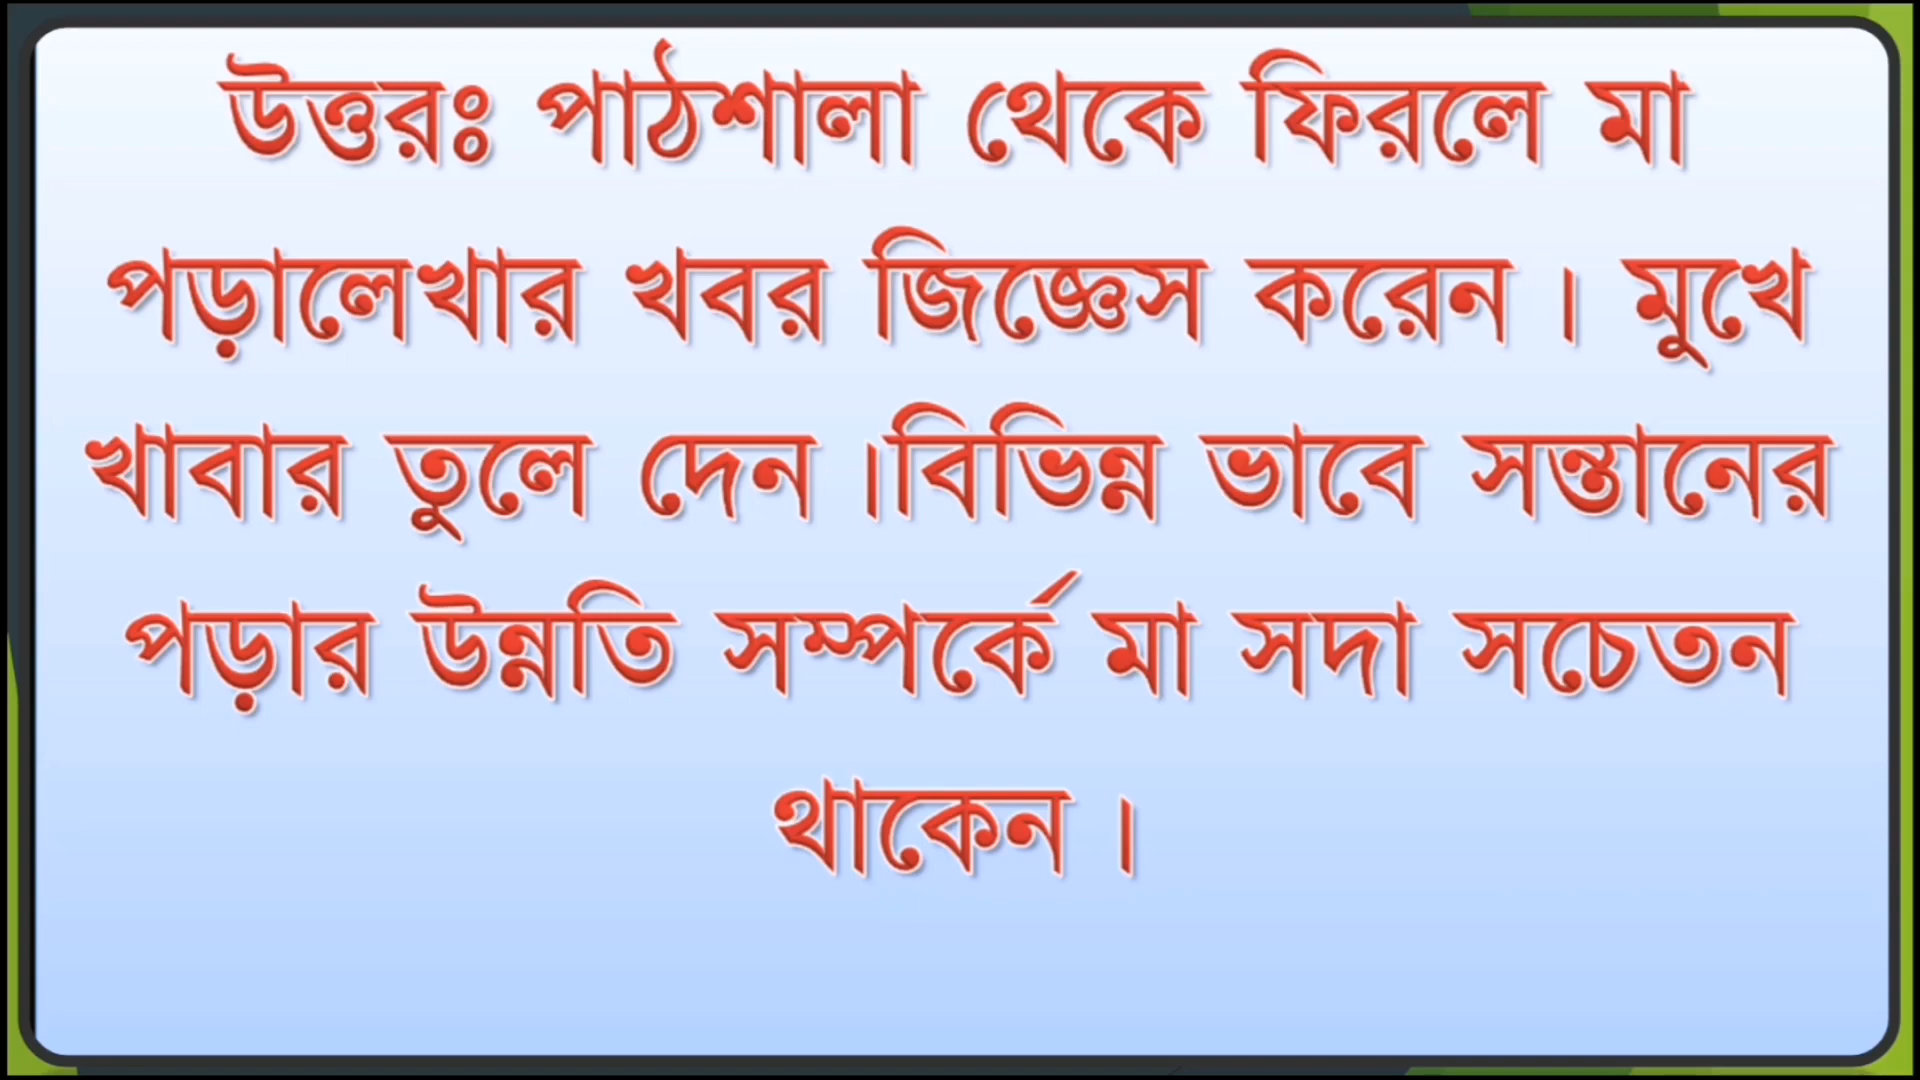 উত্তরঃ পাঠশালা থেকে ফিরলে মা
পড়ালেখার খবর জিজ্ঞেস করেন । মুখে
খাবার তুলে দেন ।বিভিন্ন ভাবে সন্তানের
পড়ার উন্নতি সম্পর্কে মা সদা সচেতন
থাকেন ।